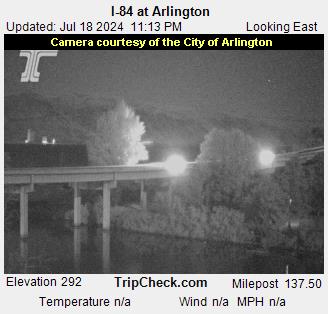 I-84 at Arlington
Updated: Jul 18 2024 11:13 PM Looking East
Camera courtesy of the City of Arlington
Elevation 292 TripCheck.com Milepost 137.50
Temperature n/a Wind n/a MPH n/a